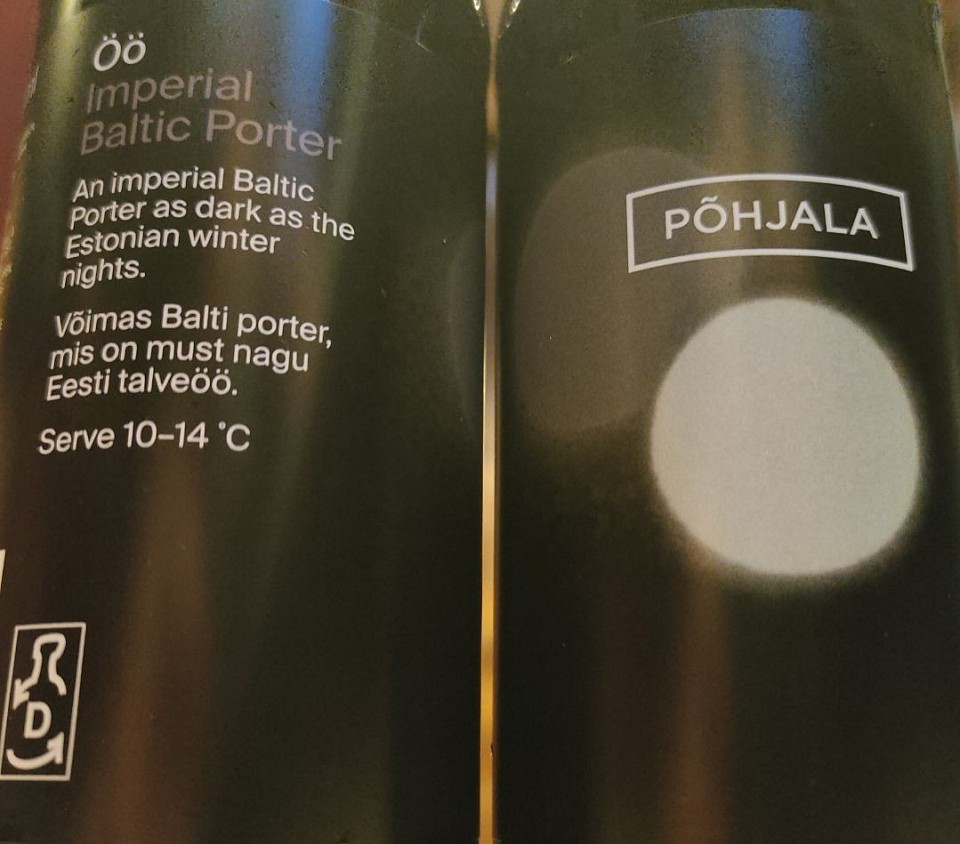 Öö
Imperial
Baltic Porter
An imperial Baltic
Porter as dark as the
Estonian winter
nights.
Võimas Balti porter,
mis on must nagu
Eesti talveöö.
Serve 10–14 °C
D
PÕHJALA